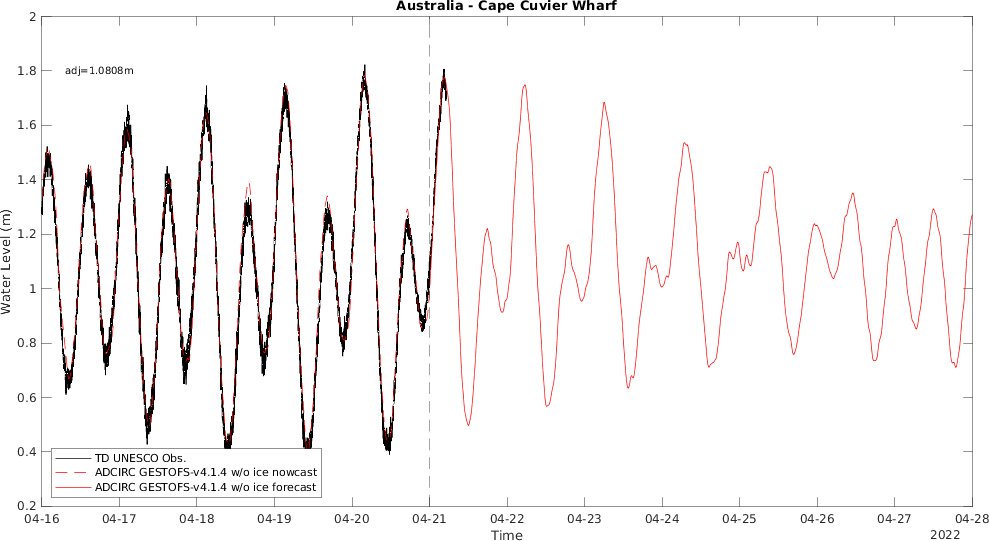 Australia - Cape Cuvier Wharf
adj=1.0808m
2
1.8
1.6
1.4
1.2
1
0.8
0.6
0.4
0.2
Water Level (m)
TD UNESCO Obs.
ADCIRC GESTOFS-v4.1.4 w/o ice nowcast
ADCIRC GESTOFS-v4.1.4 w/o ice forecast
04-16 04-17 04-18 04-19 04-20 04-21 04-22 04-23 04-24 04-25 04-26 04-27 04-28
Time
2022